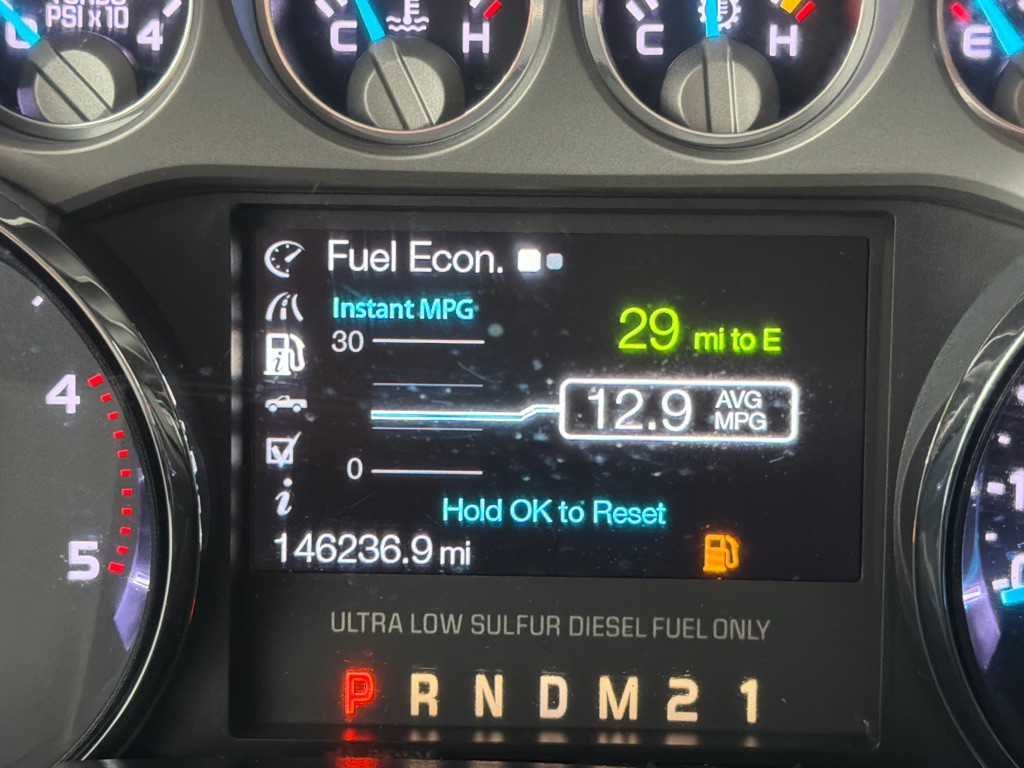 TURBO
PSI X10
4
C H
C H
E
Fuel Econ.
Instant MPG
30
29 mi to E
12.9 AVG
MPG
0
Hold OK to Reset
146236.9 mi
4
5
ULTRA LOW SULFUR DIESEL FUEL ONLY
P R N D M 2 1